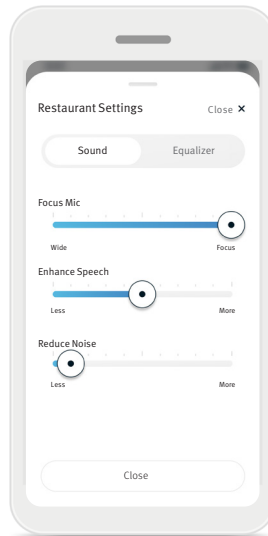 Restaurant Settings Close ×
Sound Equalizer
Focus Mic
Wide Focus
Enhance Speech
Less More
Reduce Noise
Less More
Close